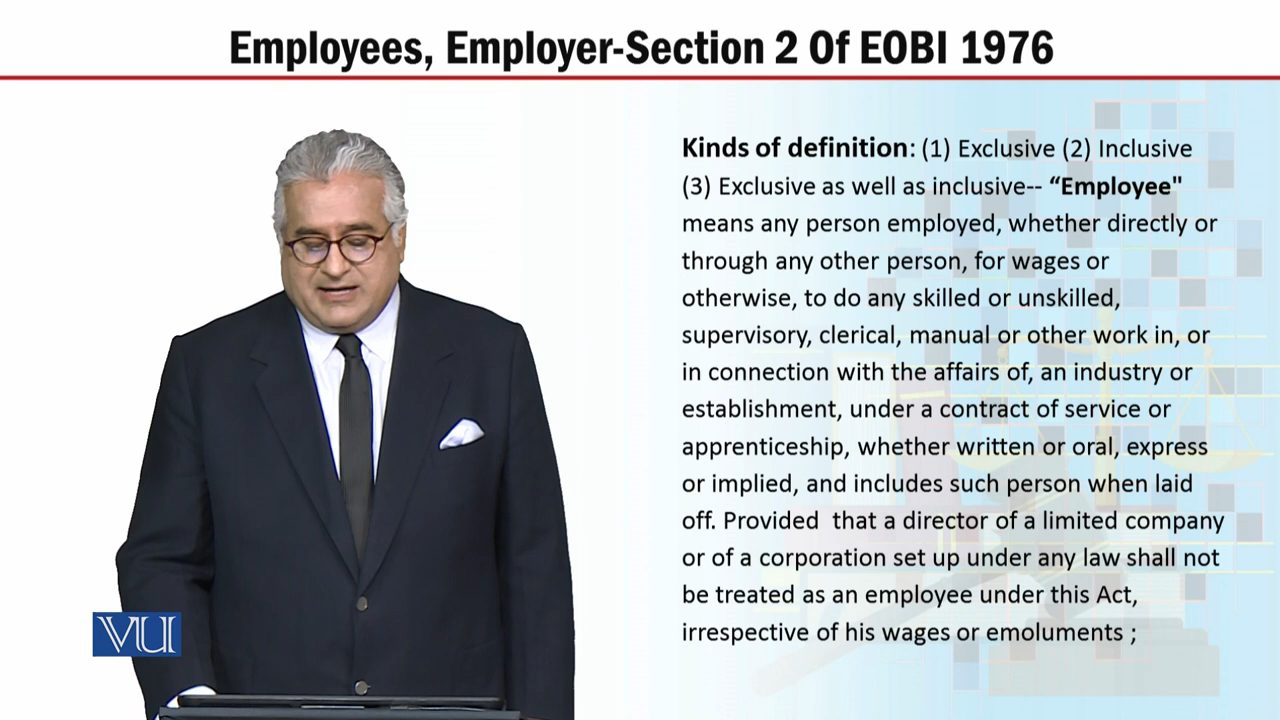 Employees, Employer-Section 2 Of EOBI 1976
Kinds of definition: (1) Exclusive (2) Inclusive
(3) Exclusive as well as inclusive-- “Employee"
means any person employed, whether directly or
through any other person, for wages or
otherwise, to do any skilled or unskilled,
supervisory, clerical, manual or other work in, or
in connection with the affairs of, an industry or
establishment, under a contract of service or
apprenticeship, whether written or oral, express
or implied, and includes such person when laid
off. Provided  that a director of a limited company
or of a corporation set up under any law shall not
be treated as an employee under this Act,
irrespective of his wages or emoluments ;
VU